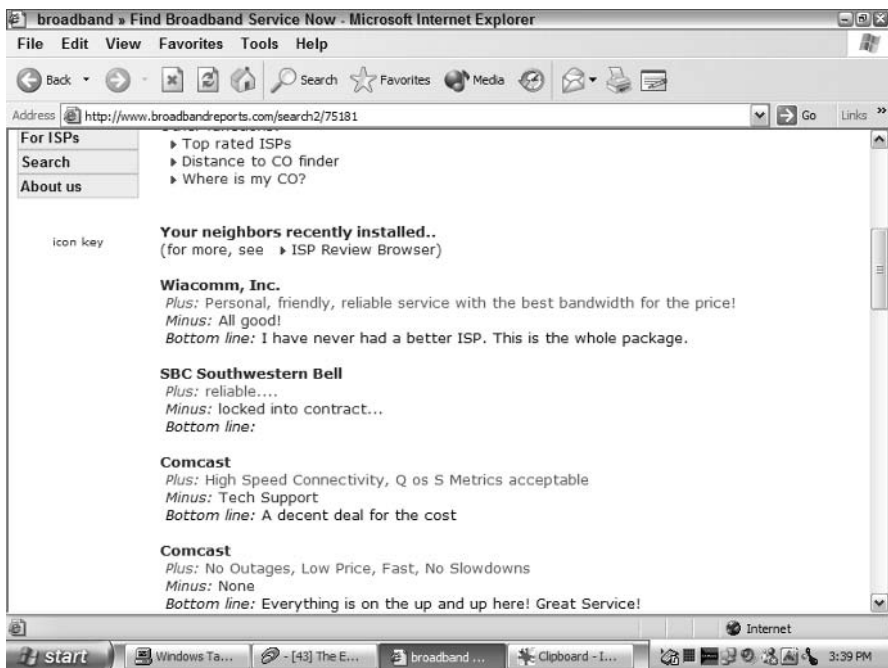 broadband » Find Broadband Service Now - Microsoft Internet Explorer
File Edit View Favorites Tools Help
Back Search Favorites Media
Address http://www.broadbandreports.com/search2/75181 Go Links »
For ISPs
Search
About us
icon key
Top rated ISPs
Distance to CO finder
Where is my CO?
Your neighbors recently installed..
(for more, see ISP Review Browser)
Wiacomm, Inc.
Plus: Personal, friendly, reliable service with the best bandwidth for the price!
Minus: All good!
Bottom line: I have never had a better ISP. This is the whole package.
SBC Southwestern Bell
Plus: reliable....
Minus: locked into contract...
Bottom line:
Comcast
Plus: High Speed Connectivity, Q os S Metrics acceptable
Minus: Tech Support
Bottom line: A decent deal for the cost
Comcast
Plus: No Outages, Low Price, Fast, No Slowdowns
Minus: None
Bottom line: Everything is on the up and up here! Great Service!
Internet
start Windows Ta... - [43] The E... broadband ... Clipboard - I... 3:39 PM